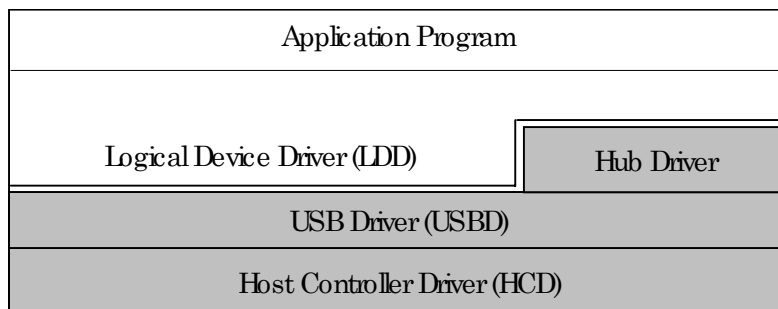 Application Program
Logical Device Driver (LDD)
Hub Driver
USB Driver (USBD)
Host Controller Driver (HCD)